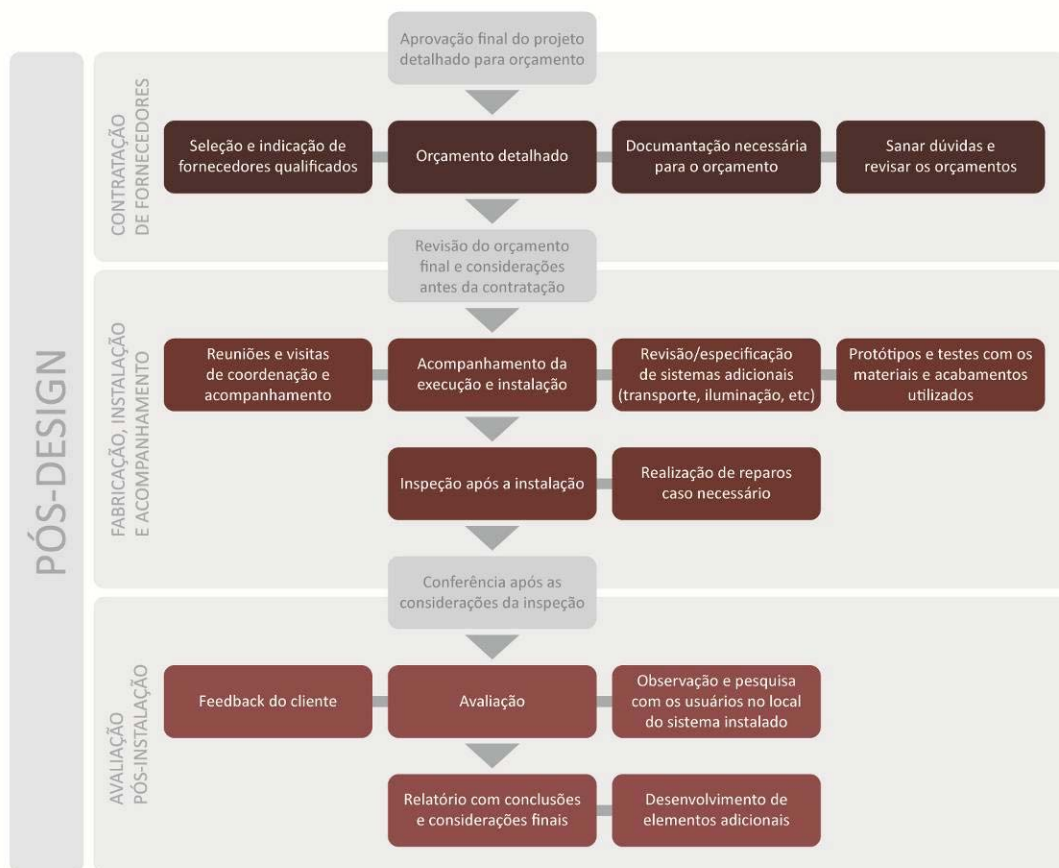 PÓS-DESIGN
CONTRATAÇÃO
DE FORNECEDORES
Aprovação final do projeto
detalhado para orçamento
Seleção e indicação de
fornecedores qualificados
Orçamento detalhado
Documantação necessária
para o orçamento
Sanar dúvidas e
revisar os orçamentos
Revisão do orçamento
final e considerações
antes da contratação
FABRICAÇÃO, INSTALAÇÃO
E ACOMPANHAMENTO
Reuniões e visitas
de coordenação e
acompanhamento
Acompanhamento da
execução e instalação
Revisão/especificação
de sistemas adicionais
(transporte, iluminação, etc)
Protótipos e testes com os
materiais e acabamentos
utilizados
Inspeção após a instalação
Realização de reparos
caso necessário
Conferência após as
considerações da inspeção
AVALIAÇÃO
PÓS-INSTALAÇÃO
Feedback do cliente
Avaliação
Observação e pesquisa
com os usuários no local
do sistema instalado
Relatório com conclusões
e considerações finais
Desenvolvimento de
elementos adicionais